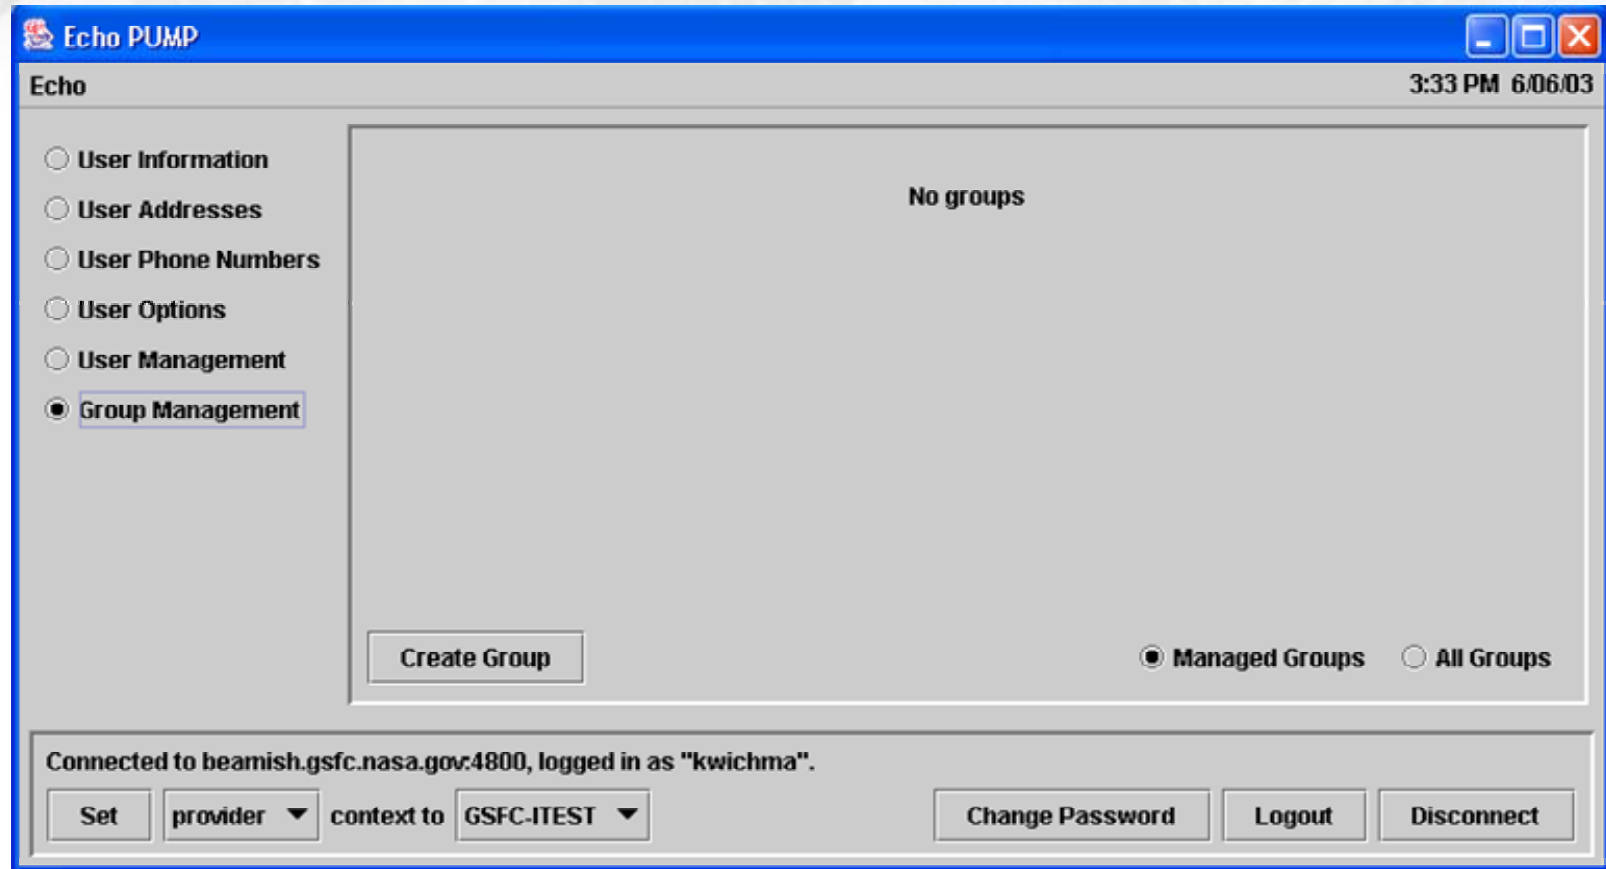 Echo PUMP
Echo 3:33 PM 6/06/03
User Information
User Addresses
User Phone Numbers
User Options
User Management
Group Management
No groups
Create Group
Managed Groups All Groups
Connected to beamish.gsfc.nasa.gov:4800, logged in as "kwichma".
Set provider context to GSFC-ITEST Change Password Logout Disconnect